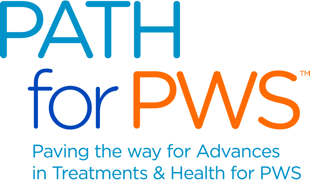 PATH
for PWS™
Paving the way for Advances
in Treatments & Health for PWS